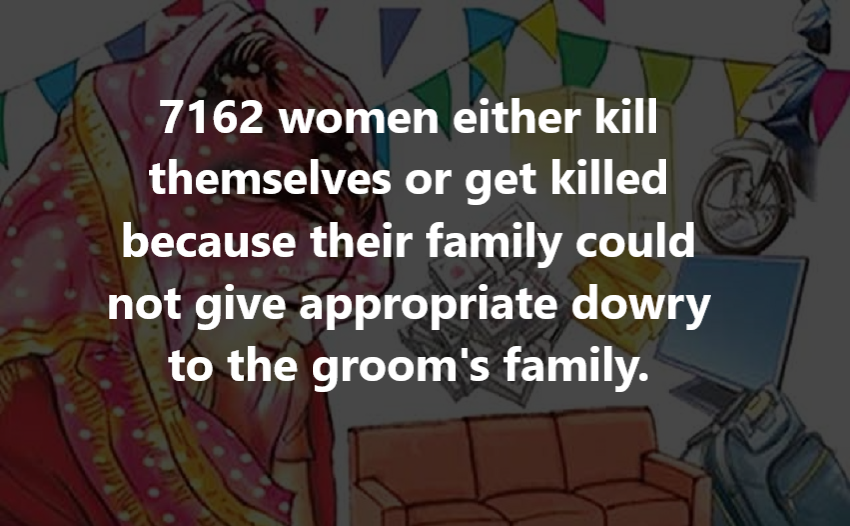 7162 women either kill
themselves or get killed
because their family could
not give appropriate dowry
to the groom's family.